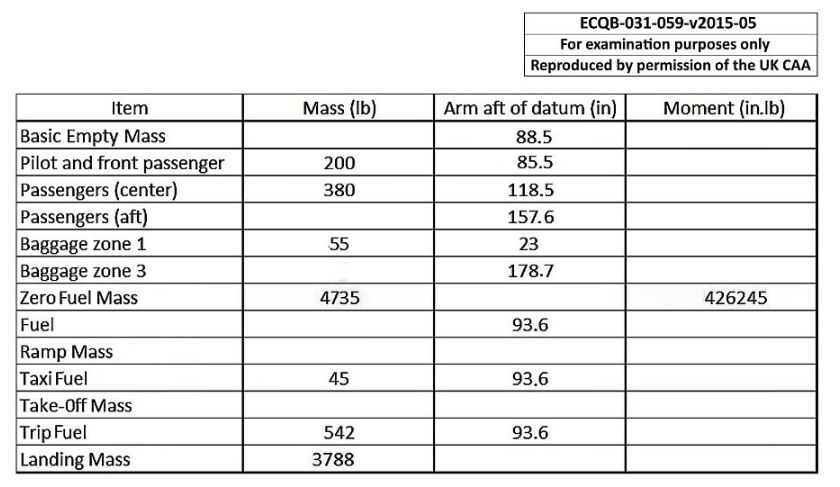 ECQB-031-059-v2015-05
For examination purposes only
Reproduced by permission of the UK CAA
Item Mass (lb) Arm aft of datum (in) Moment (in.lb)
Basic Empty Mass 88.5
Pilot and front passenger 200 85.5
Passengers (center) 380 118.5
Passengers (aft) 157.6
Baggage zone 1 55 23
Baggage zone 3 178.7
Zero Fuel Mass 4735 426245
Fuel 93.6
Ramp Mass
Taxi Fuel 45 93.6
Take-Off Mass
Trip Fuel 542 93.6
Landing Mass 3788